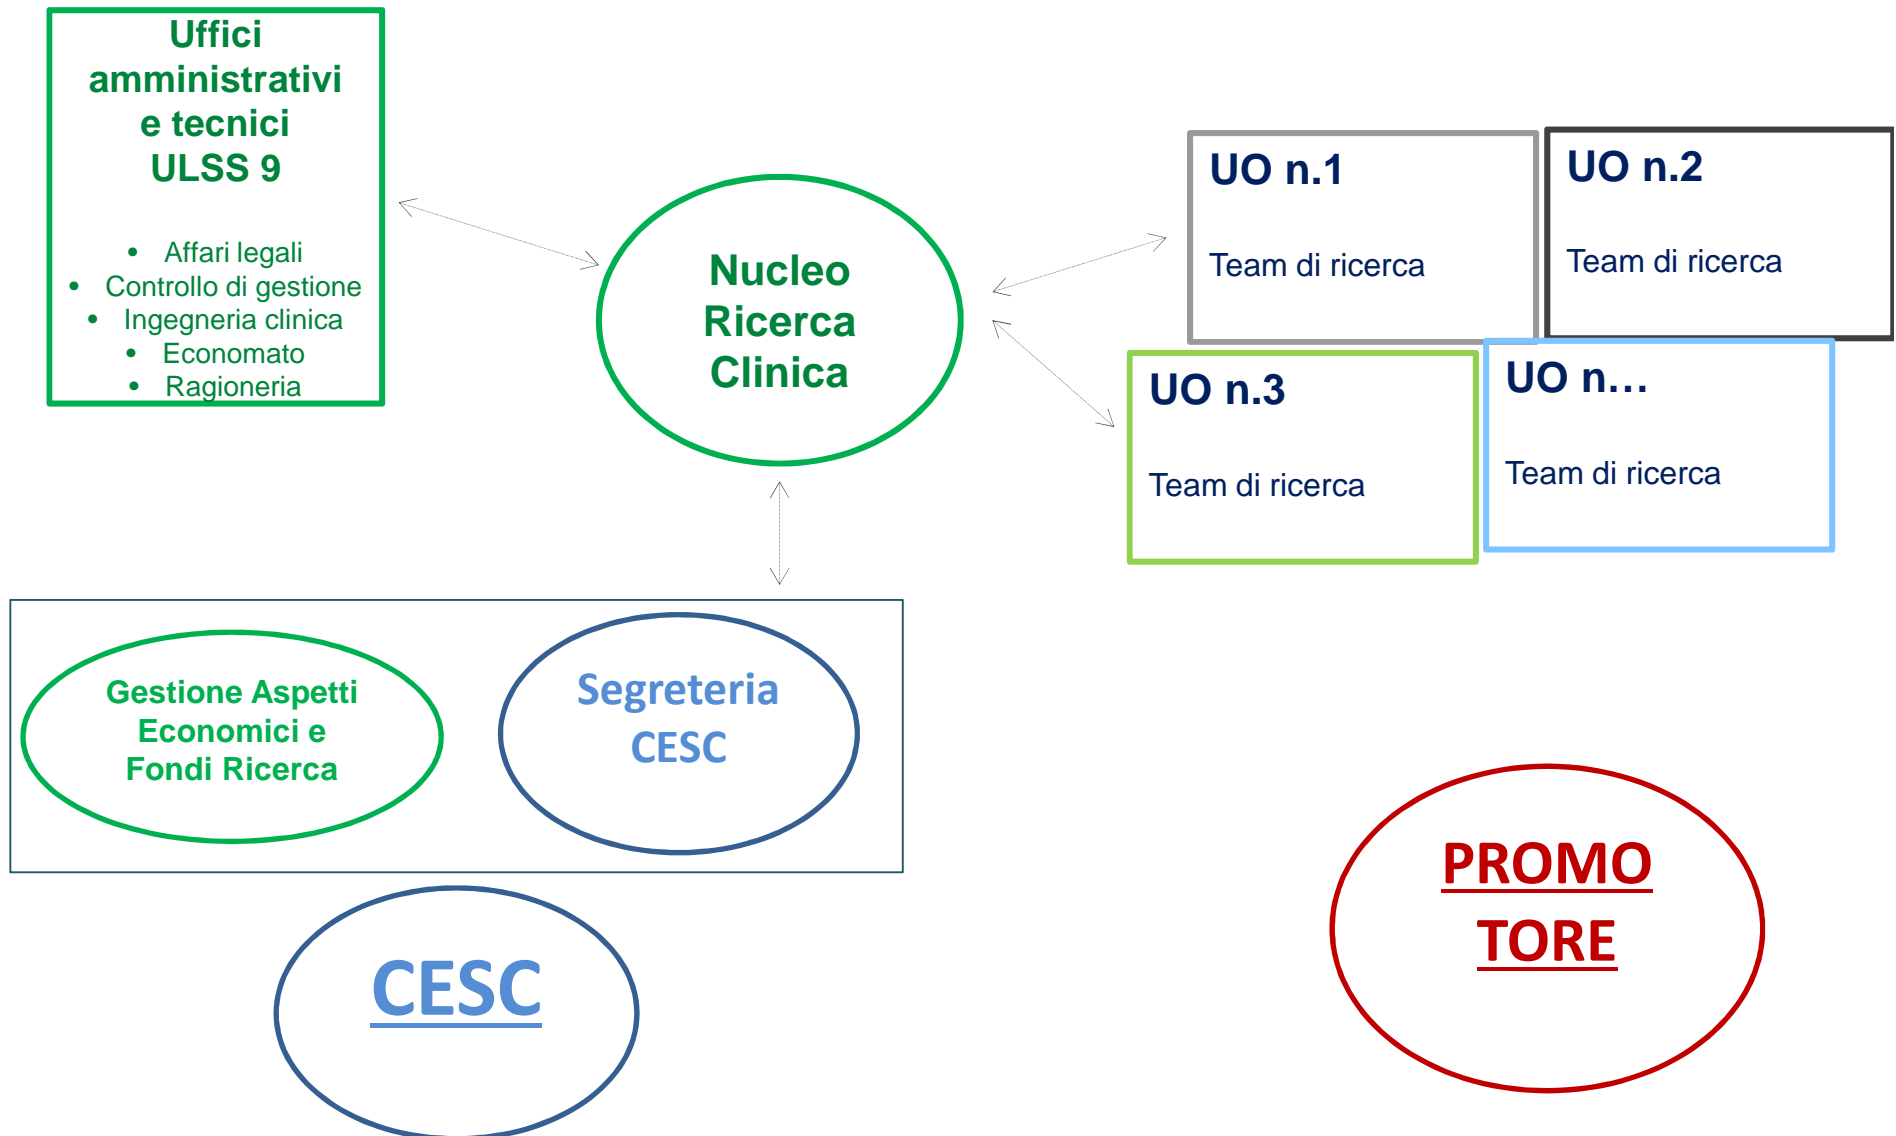 Uffici
amministrativi
e tecnici
ULSS 9
• Affari legali
• Controllo di gestione
• Ingegneria clinica
• Economato
• Ragioneria
Nucleo
Ricerca
Clinica
UO n.1
Team di ricerca
UO n.2
Team di ricerca
UO n.3
Team di ricerca
UO n...
Team di ricerca
Gestione Aspetti
Economici e
Fondi Ricerca
Segreteria
CESC
CESC
PROMO
TORE